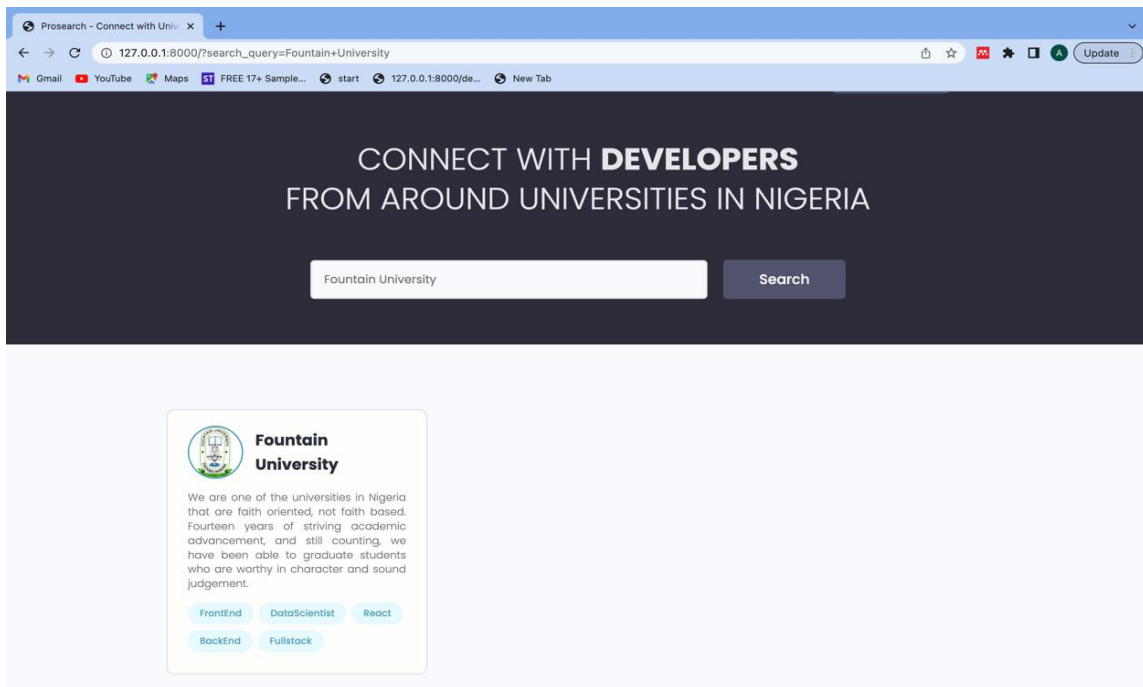 Prosearch - Connect with Univ
127.0.0.1:8000/?search_query=Fountain+University
Update
Gmail YouTube Maps ST FREE 17+ Sample... start 127.0.0.1:8000/de... New Tab
CONNECT WITH DEVELOPERS
FROM AROUND UNIVERSITIES IN NIGERIA
Fountain University Search
Fountain
University
We are one of the universities in Nigeria
that are faith oriented, not faith based.
Fourteen years of striving academic
advancement, and still counting, we
have been able to graduate students
who are worthy in character and sound
judgement.
FrontEnd DataScientist React
BackEnd Fullstack